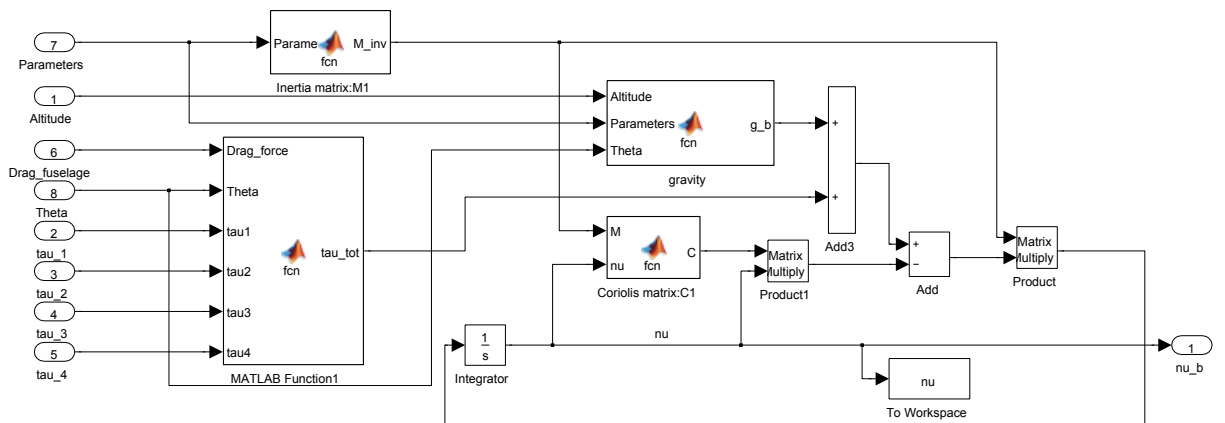 7
Parameters
Parame
fcn
M_inv
Inertia matrix:M1
1
Altitude
6
Drag_fuselage
8
Theta
2
tau_1
3
tau_2
4
tau_3
5
tau_4
Drag_force
Theta
tau1
tau2
tau3
tau4
fcn
tau_tot
MATLAB Function1
Altitude
Parameters
Theta
fcn
g_b
gravity
M
nu
fcn
C
Coriolis matrix:C1
Matrix
Multiply
Product1
+
+
Add3
+
−
Add
Matrix
Multiply
Product
1
s
Integrator
nu
nu
To Workspace
1
nu_b